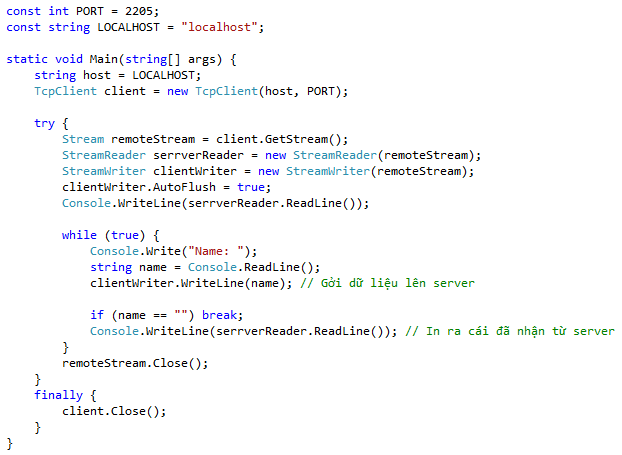 const int PORT = 2205;
const string LOCALHOST = "localhost";
static void Main(string[] args) {
string host = LOCALHOST;
TcpClient client = new TcpClient(host, PORT);
try {
Stream remoteStream = client.GetStream();
StreamReader serrverReader = new StreamReader(remoteStream);
StreamWriter clientWriter = new StreamWriter(remoteStream);
clientWriter.AutoFlush = true;
Console.WriteLine(serrverReader.ReadLine());
while (true) {
Console.Write("Name: ");
string name = Console.ReadLine();
clientWriter.WriteLine(name); // Gởi dữ liệu lên server
if (name == "") break;
Console.WriteLine(serrverReader.ReadLine()); // In ra cái đã nhận từ server
}
remoteStream.Close();
}
finally {
client.Close();
}
}